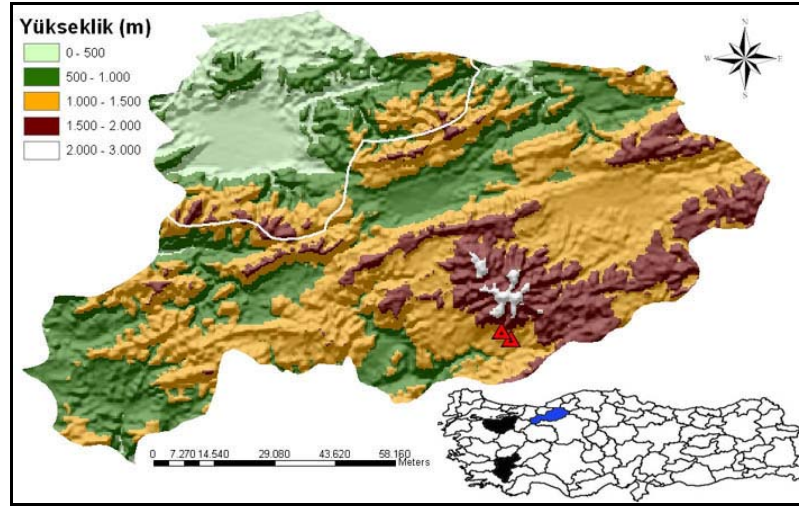 Yükseklik (m)
0 - 500
500 - 1.000
1.000 - 1.500
1.500 - 2.000
2.000 - 3.000
N
W
E
S
0 7.270 14.540 29.080 43.620 58.160
Meters